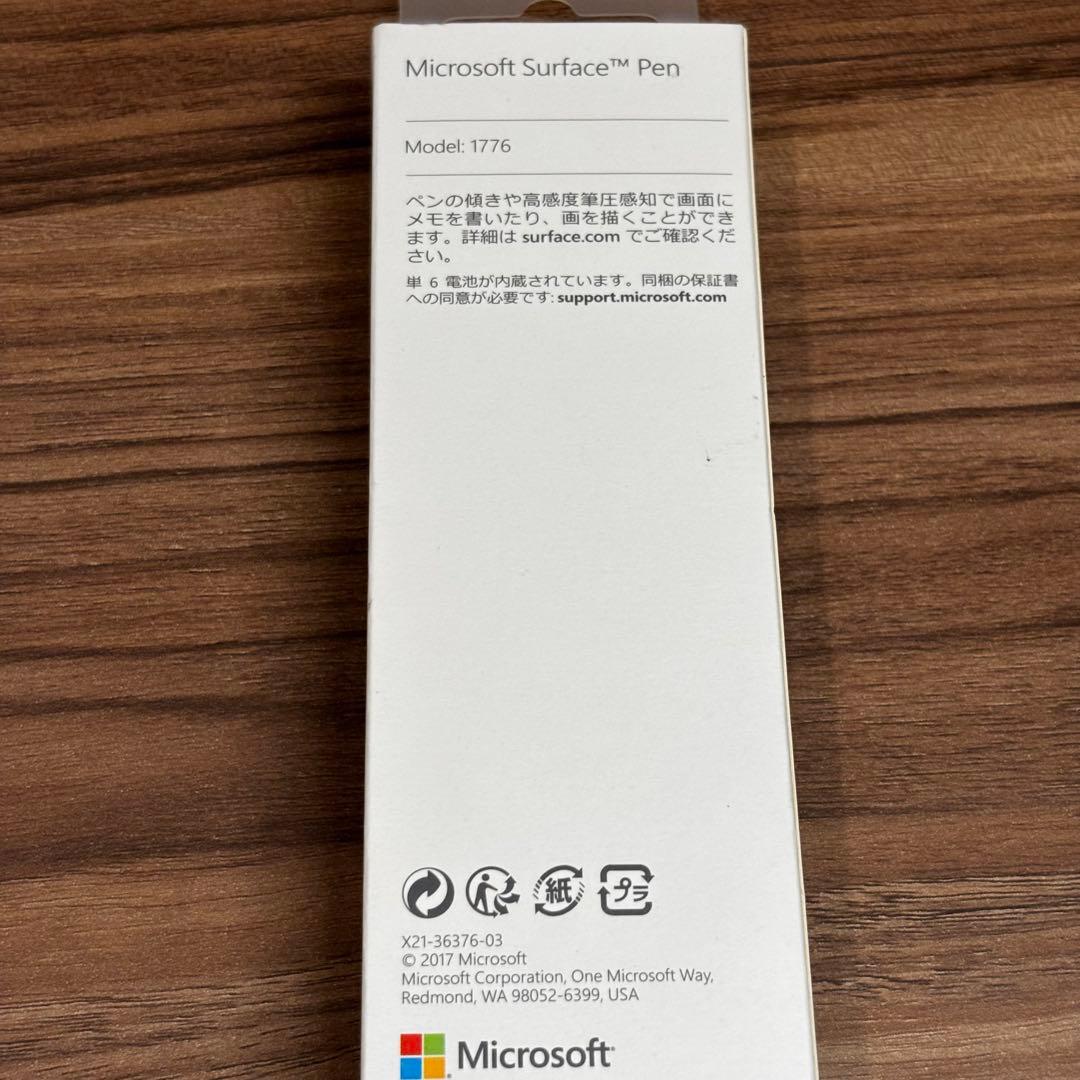 Microsoft Surface™ Pen
Model: 1776
ペンの傾きや高感度筆圧感知で画面に
メモを書いたり、画を描くことができ
ます。詳細は surface.com でご確認くだ
さい。
単 6 電池が内蔵されています。同梱の保証書
への同意が必要です: support.microsoft.com
紙
プラ
X21-36376-03
© 2017 Microsoft
Microsoft Corporation, One Microsoft Way,
Redmond, WA 98052-6399, USA
Microsoft